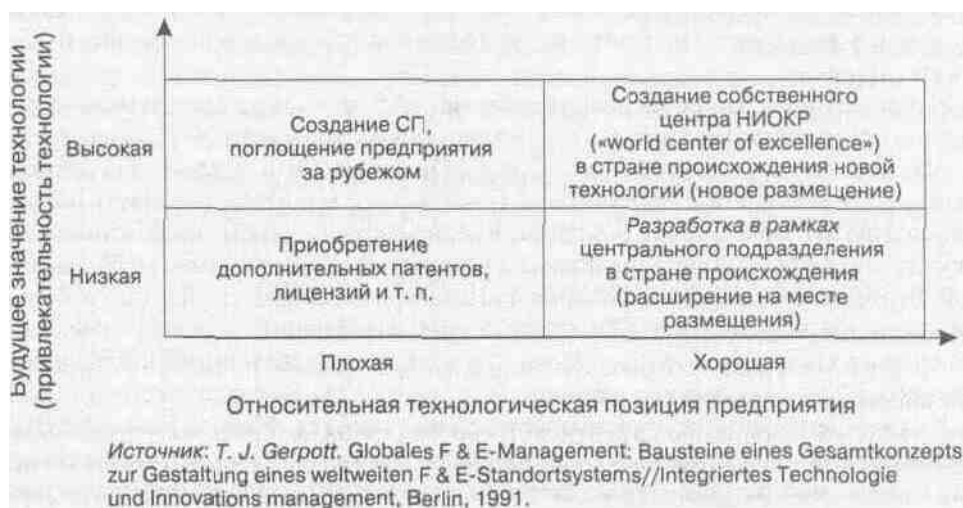 Будущее значение технологии
(привлекательность технологии)
Высокая
Создание СГ,
поглощение предприятия
за рубежом
Создание собственного
центра НИОКР
(«world center of excellence»)
в стране происхождения новой
технологии (новое размещение)
Низкая
Приобретение
дополнительных патентов,
лицензий и т. п.
Разработка в рамках
центрального подразделения
в стране происхождения
(расширение на месте
размещения)
Плохая
Хорошая
Относительная технологическая позиция предприятия
Источник: T. J. Gerpott. Globales F & E-Management: Bausteine eines Gesamtkonzepts
zur Gestaltung eines weltweiten F & E-Standortsystems//Integriertes Technologie
und Innovations management, Berlin, 1991.